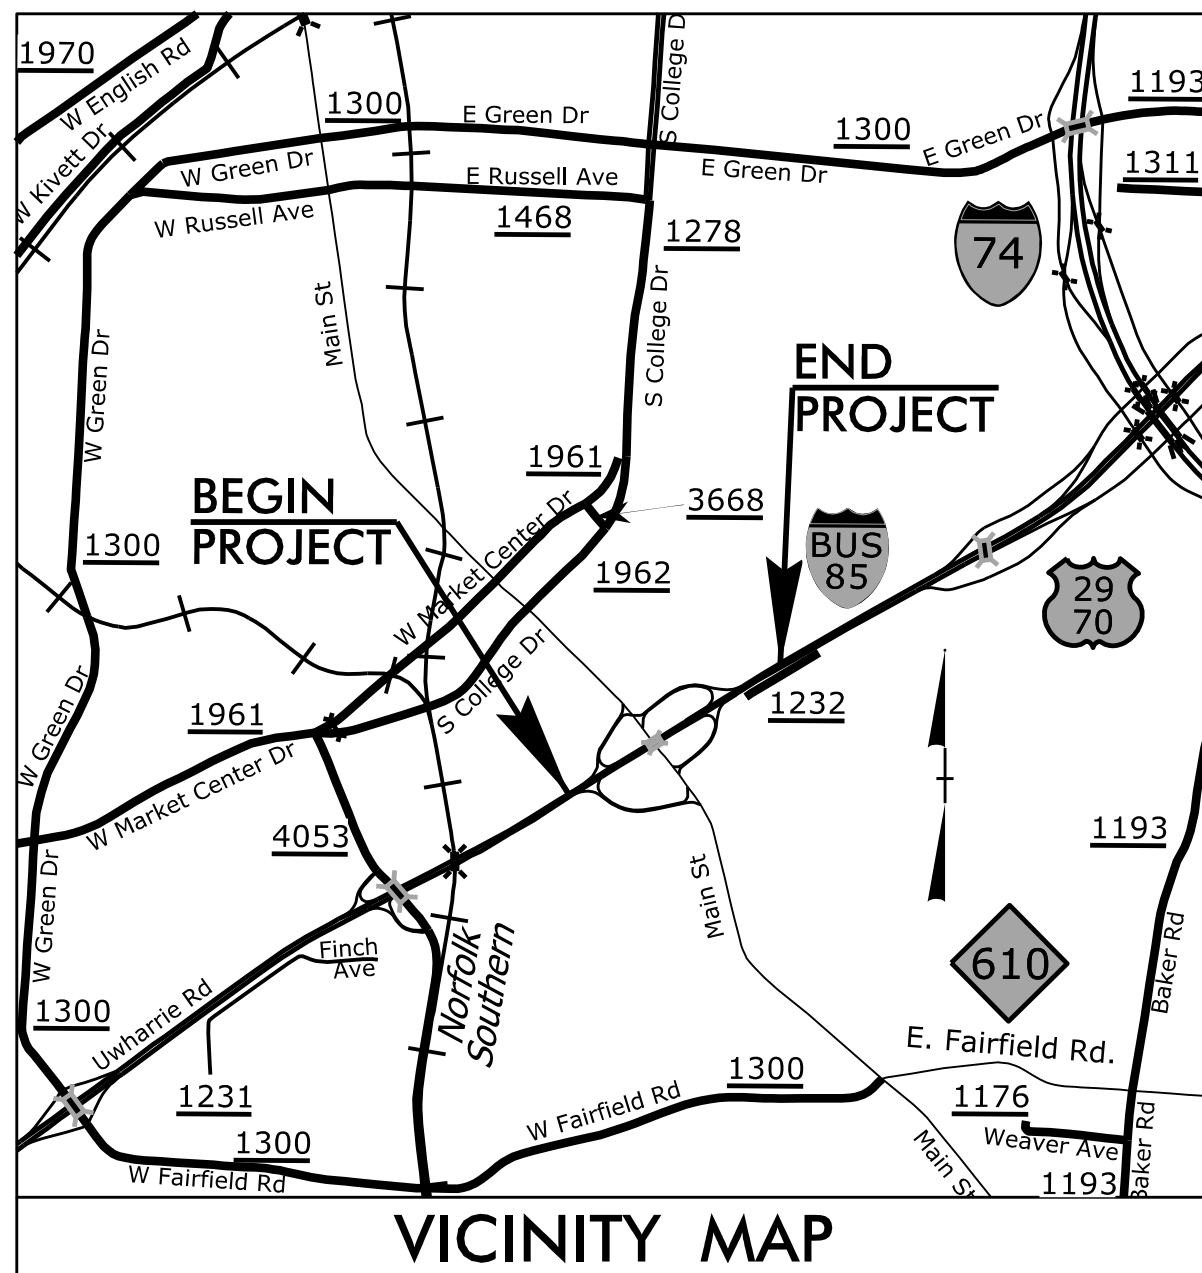 1970
W English Rd
1300
E Green Dr
S College D
1300
E Green Dr
1193
W Kivett Dr
W Green Dr
E Russell Ave
E Green Dr
1311
W Russell Ave
1468
1278
74
Main St
S College Dr
W Green Dr
END
PROJECT
1961
BEGIN
PROJECT
3668
W Market Center Dr
BUS
85
1300
1962
29
70
S College Dr
W Green Dr
1961
1232
W Market Center Dr
4053
1193
Main St
W Green Dr
Finch
Ave
Norfolk
Southern
610
Baker Rd
1300
Uwharrie Rd
E. Fairfield Rd.
1231
1300
1176
W Fairfield Rd
Weaver Ave
Main St
Baker Rd
1300
W Fairfield Rd
1193
VICINITY MAP